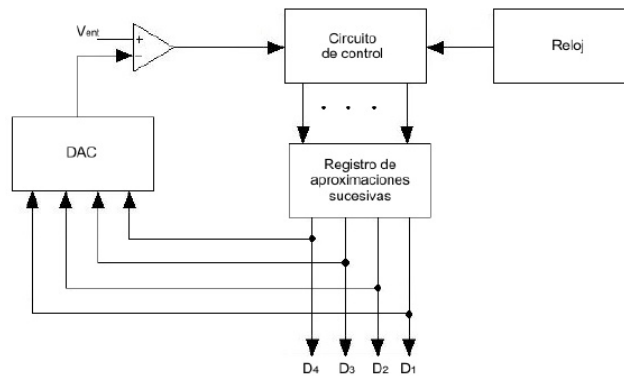 Vent
+
−
Circuito
de control
Reloj
DAC
Registro de
aproximaciones
sucesivas
D4 D3 D2 D1